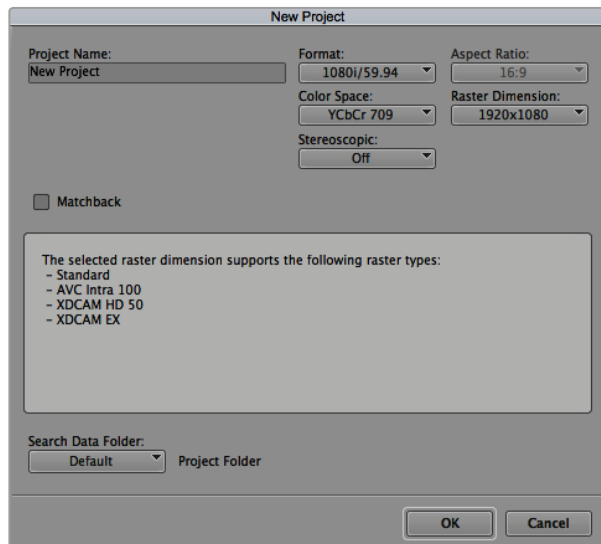 New Project
Project Name:
New Project
Format:
1080i/59.94
Aspect Ratio:
16:9
Color Space:
YCbCr 709
Raster Dimension:
1920x1080
Stereoscopic:
Off
Matchback
The selected raster dimension supports the following raster types:
- Standard
- AVC Intra 100
- XDCAM HD 50
- XDCAM EX
Search Data Folder:
Default
Project Folder
OK
Cancel